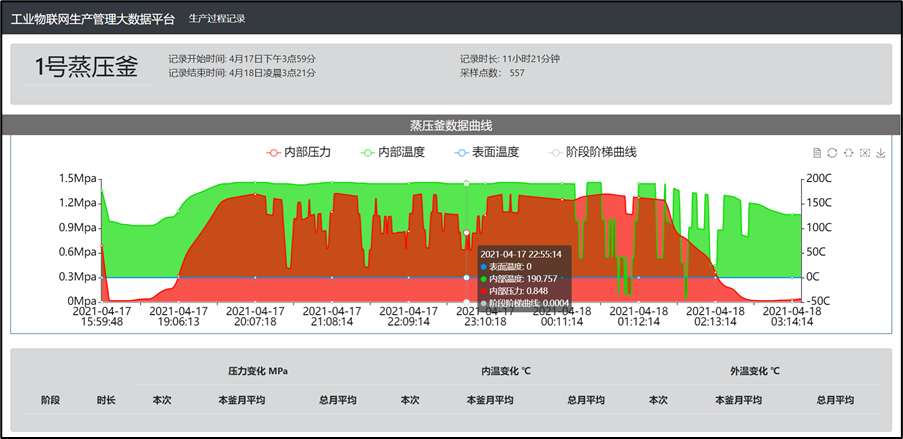 工业物联网生产管理大数据平台 生产过程记录
1号蒸压釜
记录开始时间: 4月17日下午3点59分
记录结束时间: 4月18日凌晨3点21分
记录时长: 11小时21分钟
采样点数: 557
蒸压釜数据曲线
内部压力 内部温度 表面温度 阶段阶梯曲线
1.5Mpa
1.2Mpa
0.9Mpa
0.6Mpa
0.3Mpa
0Mpa
200C
150C
100C
50C
0C
-50C
2021-04-17 22:55:14
表面温度: 0
内部温度: 190.757
内部压力: 0.848
阶段阶梯曲线: 0.0004
2021-04-17 2021-04-17 2021-04-17 2021-04-17 2021-04-17 2021-04-17 2021-04-18 2021-04-18 2021-04-18 2021-04-18
15:59:48 19:06:13 20:07:18 21:08:14 22:09:14 23:10:18 00:11:14 01:12:14 02:13:14 03:14:14
压力变化 MPa 内温变化 ℃ 外温变化 ℃
阶段 时长 本次 本釜月平均 总月平均 本次 本釜月平均 总月平均 本次 本釜月平均 总月平均